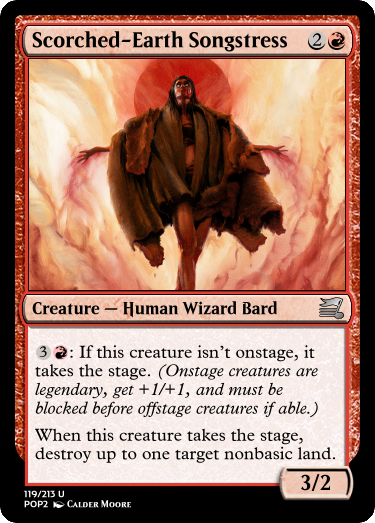 Scorched-Earth Songstress 2
Creature — Human Wizard Bard
3 : If this creature isn't onstage, it
takes the stage. (Onstage creatures are
legendary, get +1/+1, and must be
blocked before offstage creatures if able.)
When this creature takes the stage,
destroy up to one target nonbasic land.
3/2
119/213 U
POP2 Calder Moore